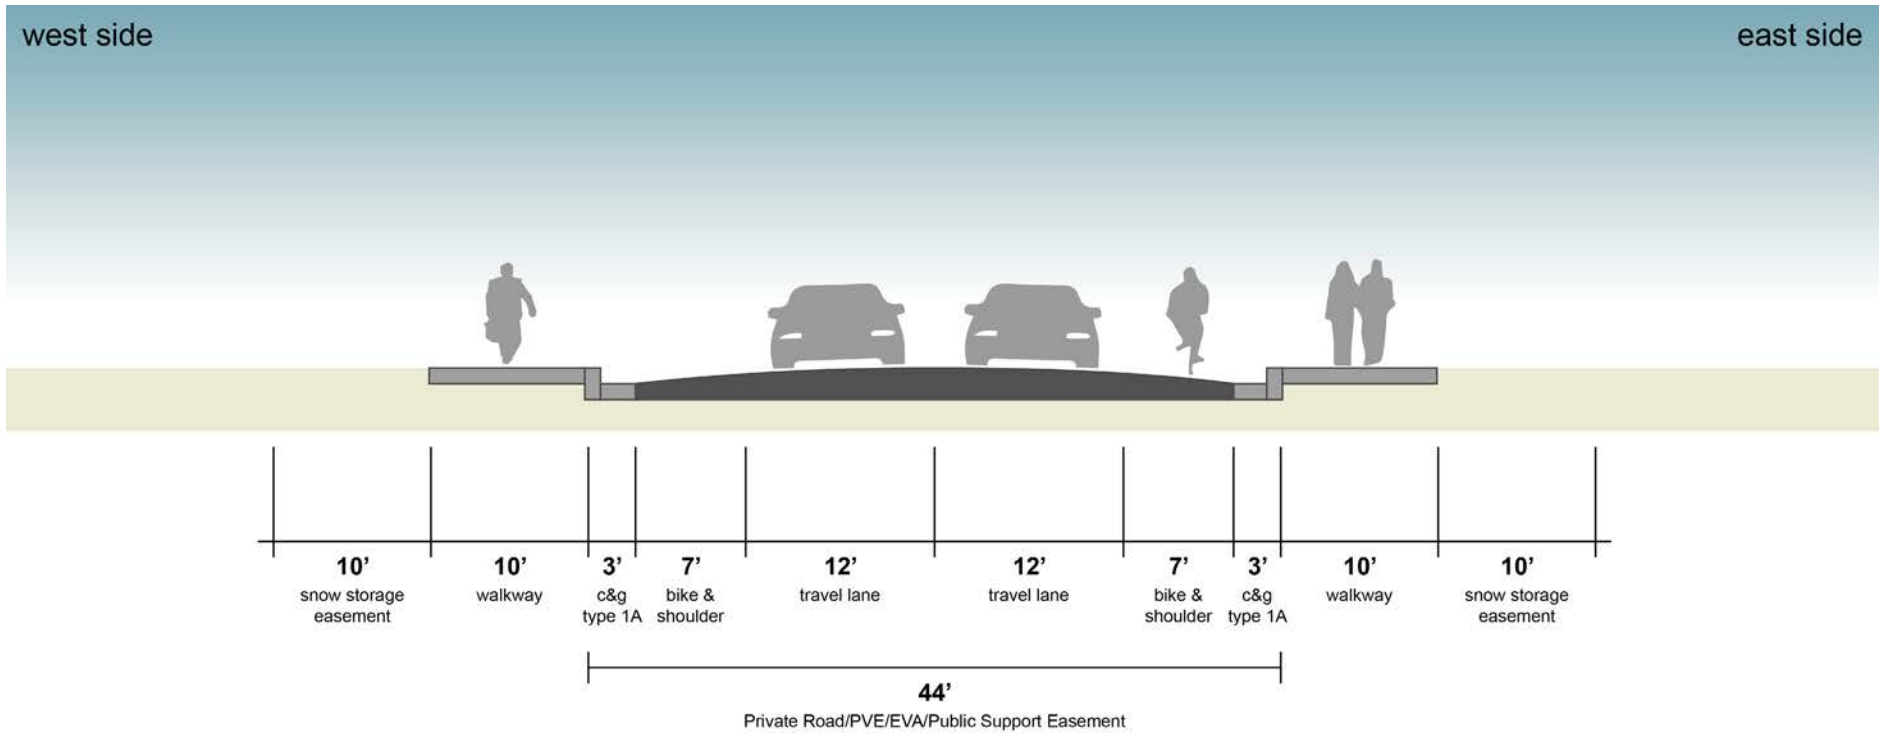 west side
east side
10’
10’
3’
7’
12’
12’
7’
3’
10’
10’
snow storage
easement
walkway
c&g
type 1A
bike &
shoulder
travel lane
travel lane
bike &
shoulder
c&g
type 1A
walkway
snow storage
easement
44’
Private Road/PVE/EVA/Public Support Easement